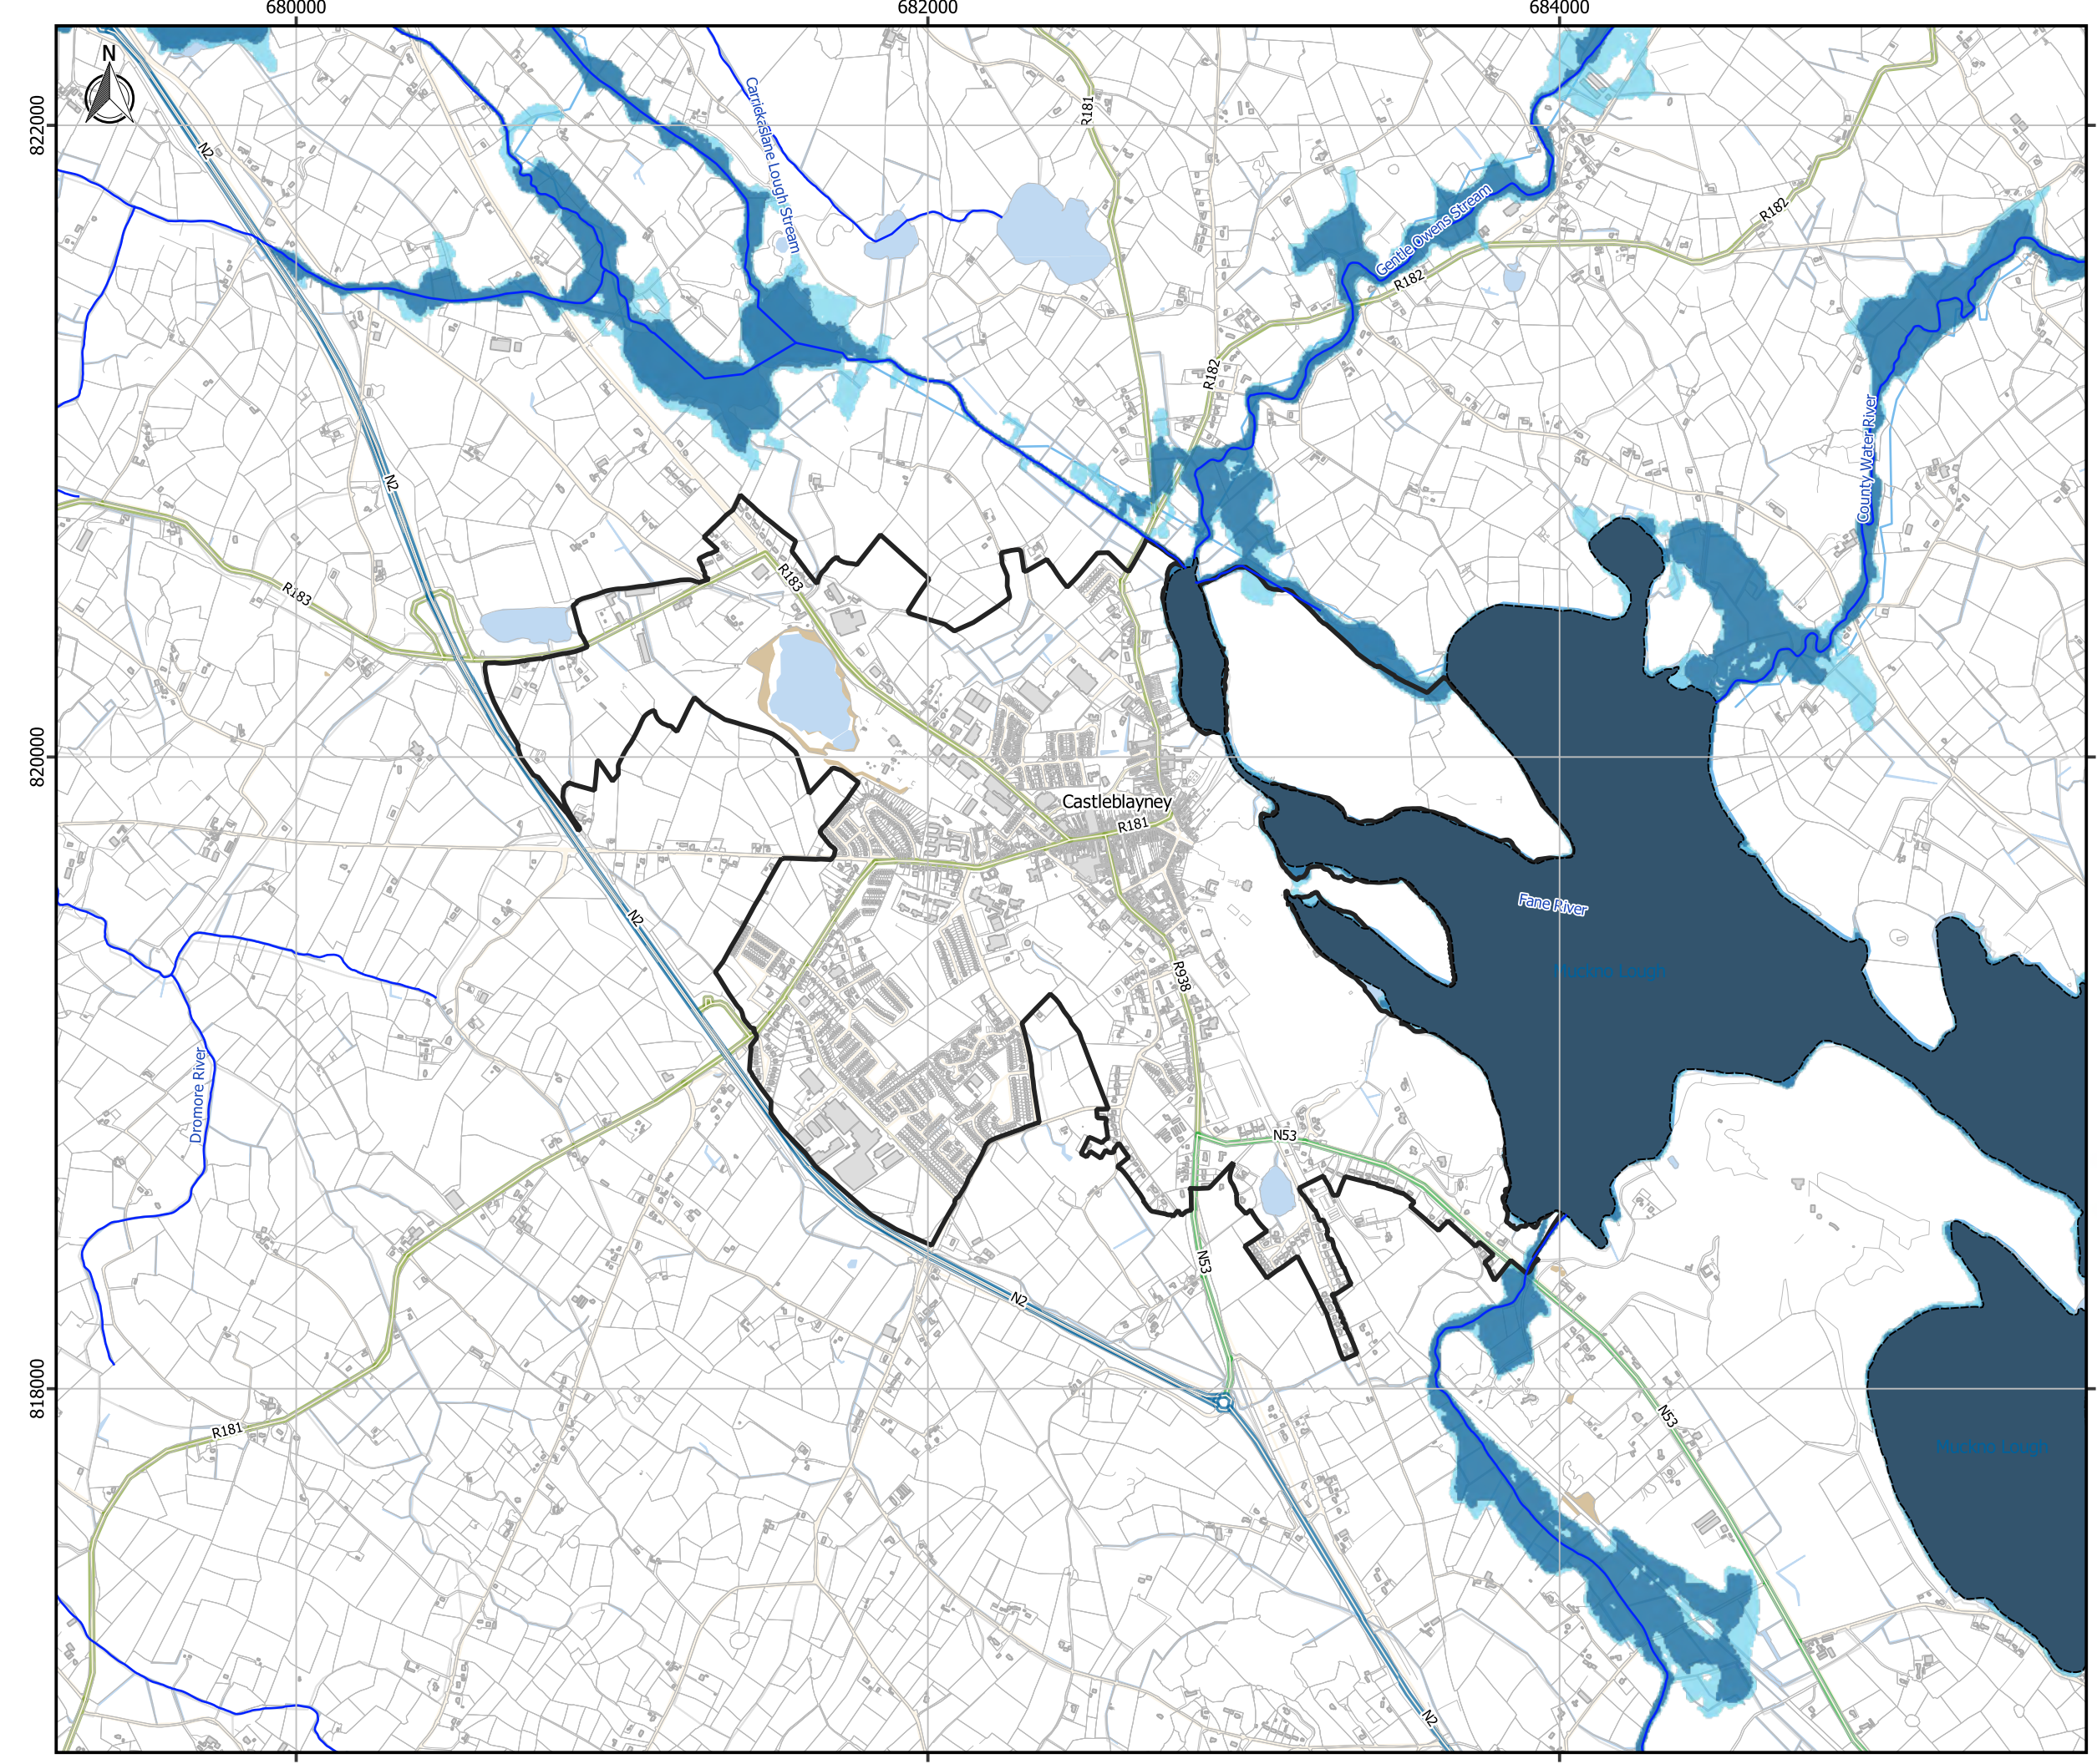 680000
682000
684000
N
822000
R181
N2
Carrickaslane Lough Stream
Gentle Owens Stream
R182
R182
R182
County Water River
N2
R183
R183
820000
Castleblayney
R181
Fane River
Muckno Lough
N2
R938
Dromore River
N53
N53
N2
818000
R181
N53
Muckno Lough
N2